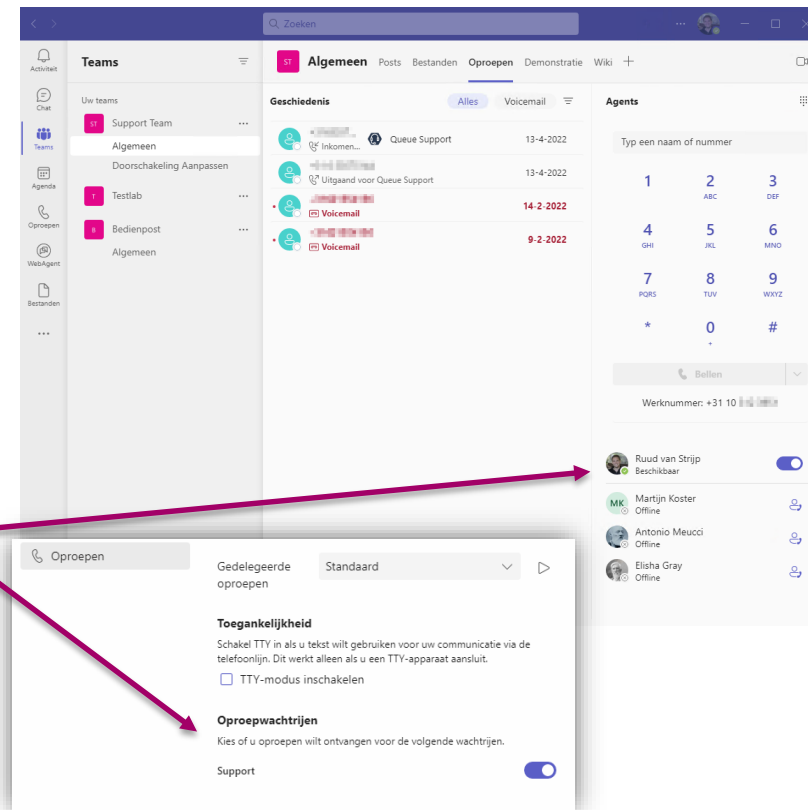 Zoeken
...
Activiteit
Chat
Teams
Agenda
Oproepen
WebAgent
Bestanden
...
Teams
Uw teams
ST Support Team ...
Algemeen
Doorschakeling Aanpassen
T Testlab ...
B Bedienpost ...
Algemeen
ST Algemeen Posts Bestanden Oproepen Demonstratie Wiki +
Geschiedenis Alles Voicemail
Queue Support 13-4-2022
Inkomen...
Uitgaand voor Queue Support 13-4-2022
Voicemail 14-2-2022
Voicemail 9-2-2022
Agents
Typ een naam of nummer
1 2 3
ABC DEF
4 5 6
GHI JKL MNO
7 8 9
PQRS TUV WXYZ
* 0 #
+
Bellen
Werknummer: +31 10
Ruud van Strijp
Beschikbaar
MK Martijn Koster
Offline
Antonio Meucci
Offline
Elisha Gray
Offline
Oproepen
Gedelegeerde Standaard
oproepen
Toegankelijkheid
Schakel TTY in als u tekst wilt gebruiken voor uw communicatie via de
telefoonlijn. Dit werkt alleen als u een TTY-apparaat aansluit.
TTY-modus inschakelen
Oproepwachtrijen
Kies of u oproepen wilt ontvangen voor de volgende wachtrijen.
Support